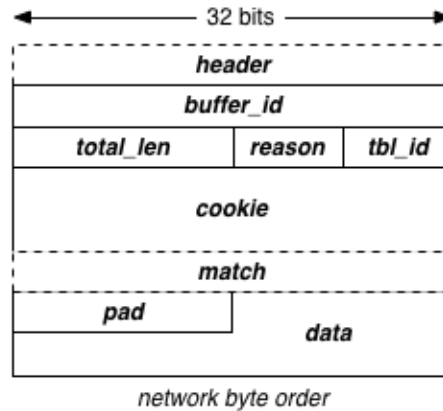 32 bits
header
buffer_id
total_len reason tbl_id
cookie
match
pad
data
network byte order